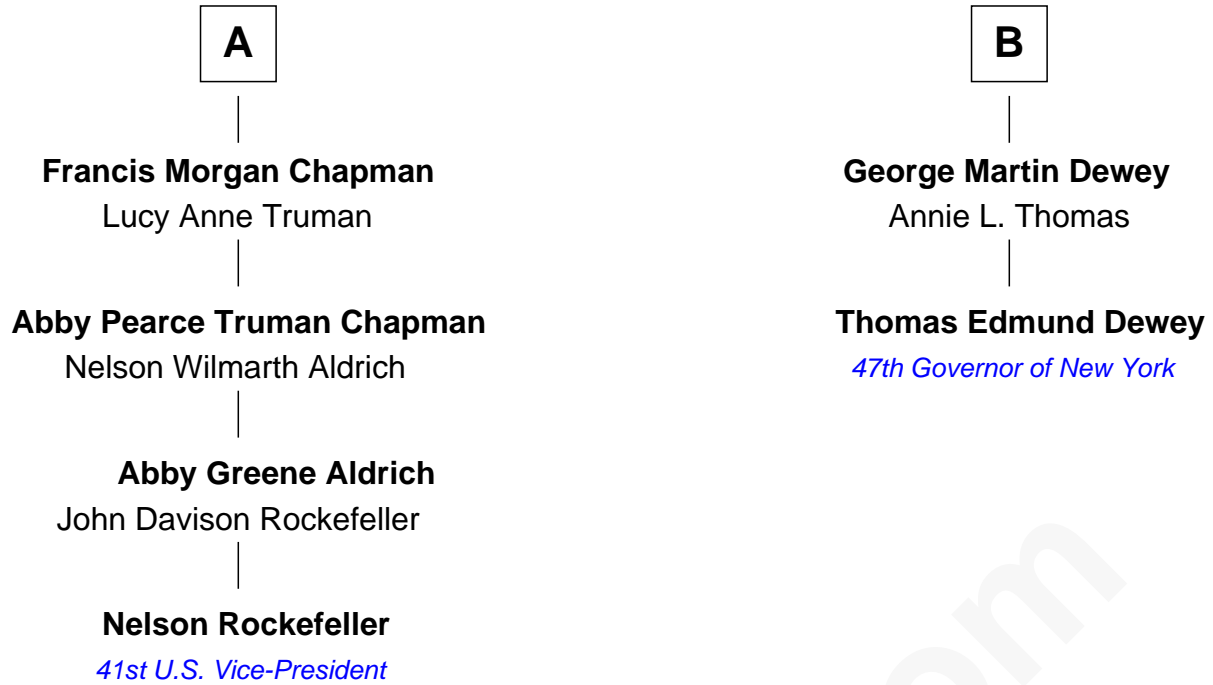 A
Francis Morgan Chapman
Lucy Anne Truman
Abby Pearce Truman Chapman
Nelson Wilmarth Aldrich
Abby Greene Aldrich
John Davison Rockefeller
Nelson Rockefeller
41st U.S. Vice-President
B
George Martin Dewey
Annie L. Thomas
Thomas Edmund Dewey
47th Governor of New York
om